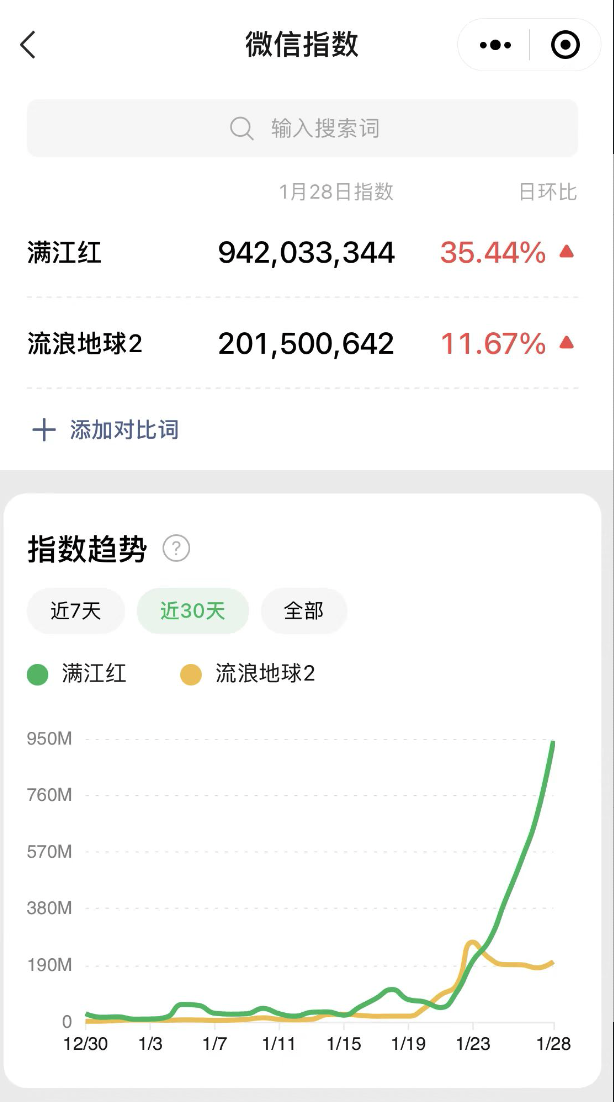 微信指数
输入搜索词
1月28日指数 日环比
满江红 942,033,344 35.44%
流浪地球2 201,500,642 11.67%
添加对比词
指数趋势 ?
近7天 近30天 全部
满江红 流浪地球2
950M
760M
570M
380M
190M
0
12/30 1/3 1/7 1/11 1/15 1/19 1/23 1/28